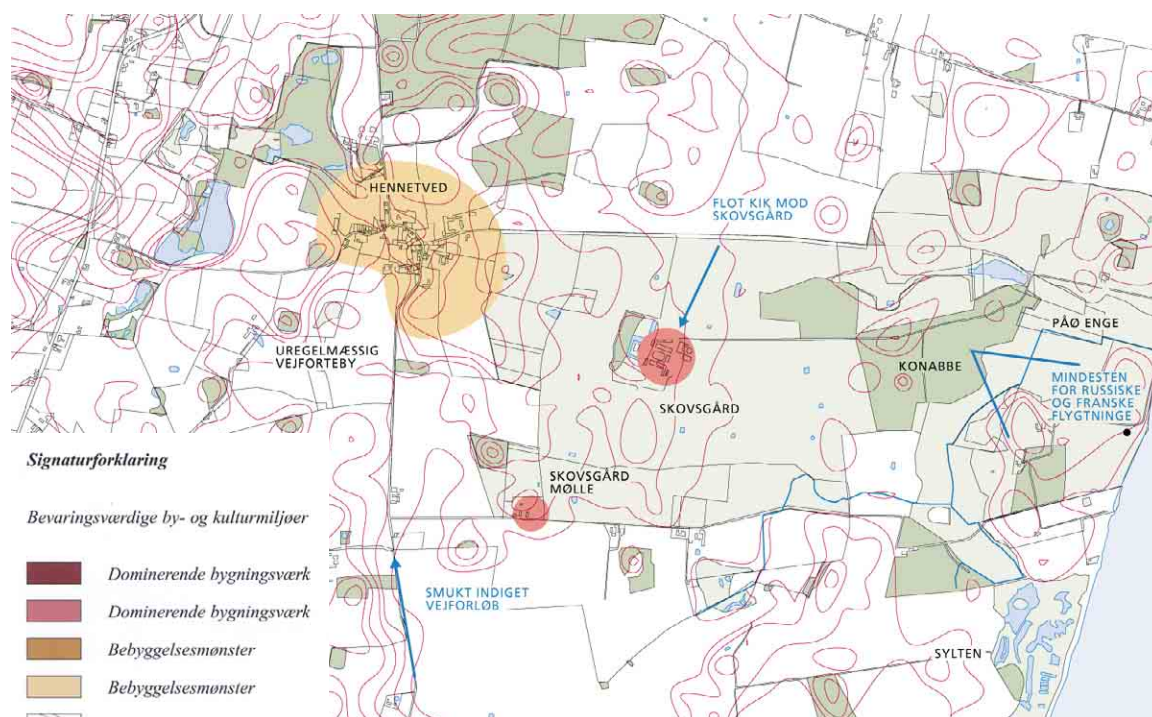 HENNETVED
FLOT KIK MOD
SKOVSGÅRD
UREGELMÆSSIG
VEJFORTEBY
PÅØ ENGE
KONABBE
MINDESTEN
FOR RUSSISKE
OG FRANSKE
FLYGTNINGE
SKOVSGÅRD
SKOVSGÅRD
MØLLE
SMUKT INDIGET
VEJFORLØB
SYLTEN
Signaturforklaring
Bevaringsværdige by- og kulturmiljøer
Dominerende bygningsværk
Dominerende bygningsværk
Bebyggelsesmønster
Bebyggelsesmønster